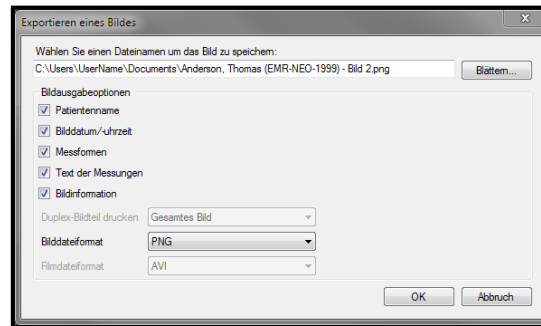 Exportieren eines Bildes
X
Wählen Sie einen Dateinamen um das Bild zu speichern:
C:\Users\UserName\Documents\Anderson, Thomas (EMR-NEO-1999) - Bild 2.png
Blättern...
Bildausgabeoptionen
Patientenname
Bilddatum/-uhrzeit
Messformen
Text der Messungen
Bildinformation
Duplex-Bildteil drucken Gesamtes Bild
Bilddateiformat PNG
Filmdateiformat AVI
OK Abbruch